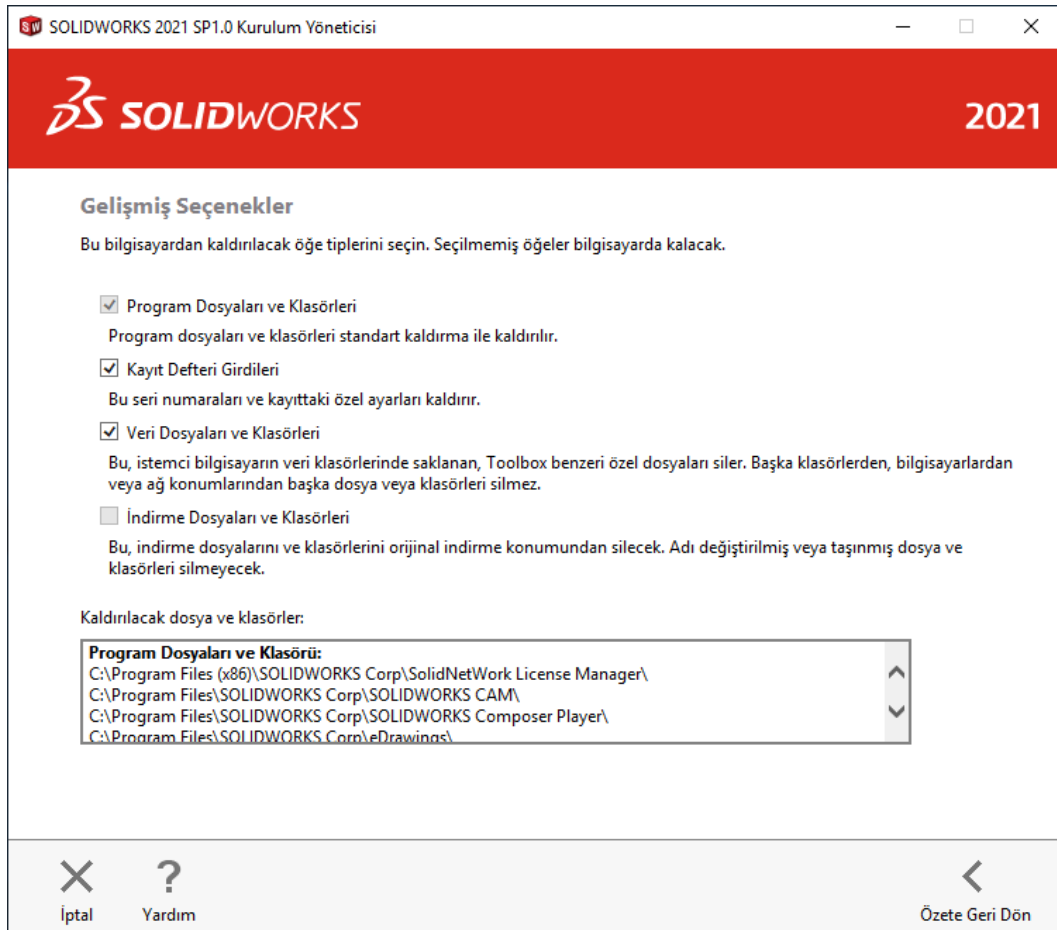 SW SOLIDWORKS 2021 SP1.0 Kurulum Yöneticisi
3S SOLIDWORKS 2021
Gelişmiş Seçenekler
Bu bilgisayardan kaldırılacak öğe tiplerini seçin. Seçilmemiş öğeler bilgisayarda kalacak.
Program Dosyaları ve Klasörleri
Program dosyaları ve klasörleri standart kaldırma ile kaldırılır.
Kayıt Defteri Girdileri
Bu seri numaraları ve kayıttaki özel ayarları kaldırır.
Veri Dosyaları ve Klasörleri
Bu, istemci bilgisayarın veri klasörlerinde saklanan, Toolbox benzeri özel dosyaları siler. Başka klasörlerden, bilgisayarlardan
veya ağ konumlarından başka dosya veya klasörleri silmez.
İndirme Dosyaları ve Klasörleri
Bu, indirme dosyalarını ve klasörlerini orijinal indirme konumundan silecek. Adı değiştirilmiş veya taşınmış dosya ve
klasörleri silmeyecek.
Kaldırılacak dosya ve klasörler:
Program Dosyaları ve Klasörü:
C:\Program Files (x86)\SOLIDWORKS Corp\SolidNetWork License Manager\
C:\Program Files\SOLIDWORKS Corp\SOLIDWORKS CAM\
C:\Program Files\SOLIDWORKS Corp\SOLIDWORKS Composer Player\
C:\Program Files\SOLIDWORKS Corp\eDrawings\
? 
İptal Yardım Özete Geri Dön